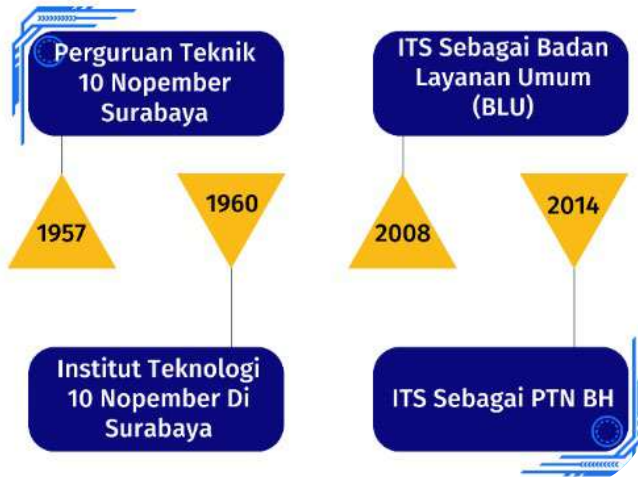 Perguruan Teknik
10 Nopember
Surabaya
1957
1960
Institut Teknologi
10 Nopember Di
Surabaya
ITS Sebagai Badan
Layanan Umum
(BLU)
2008
2014
ITS Sebagai PTN BH